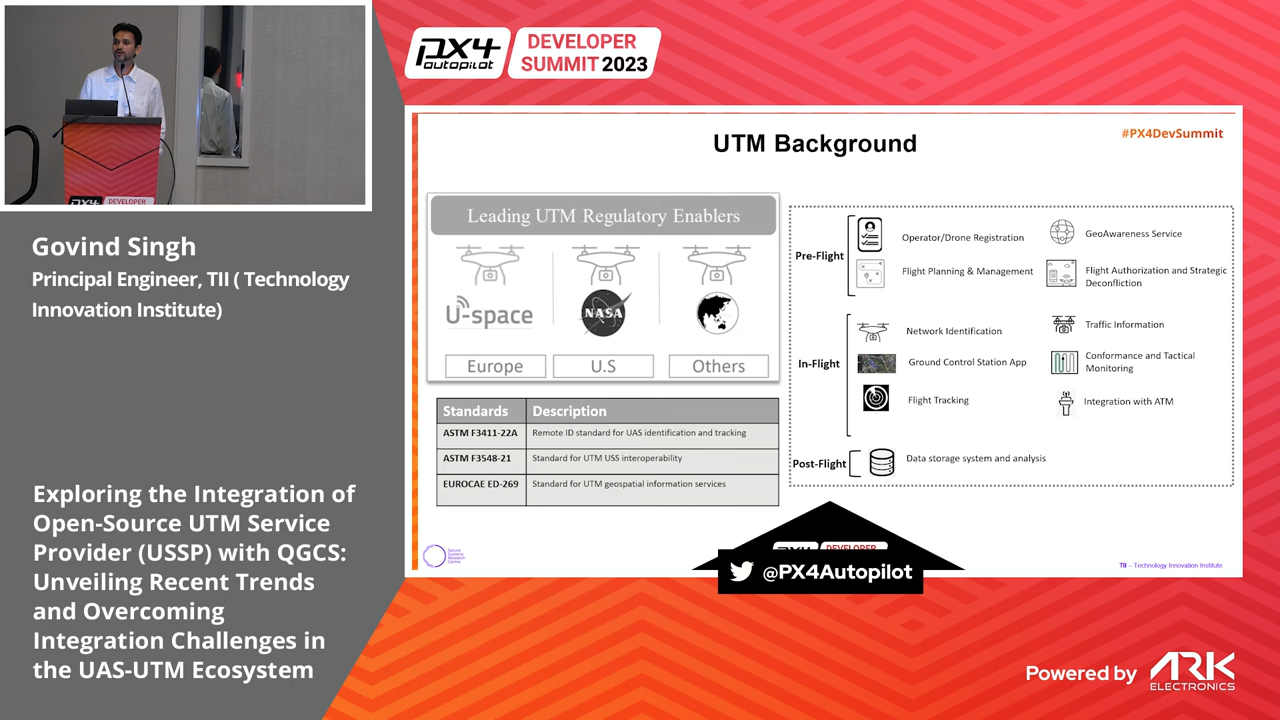 PX4 autopilot
DEVELOPER
SUMMIT 2023
#PX4DevSummit
UTM Background
Govind Singh
Principal Engineer, TII ( Technology
Innovation Institute)
Exploring the Integration of
Open-Source UTM Service
Provider (USSP) with QGCS:
Unveiling Recent Trends
and Overcoming
Integration Challenges in
the UAS-UTM Ecosystem
Leading UTM Regulatory Enablers
U-space
NASA
Europe
U.S
Others
Standards Description
ASTM F3411-22A Remote ID standard for UAS identification and tracking
ASTM F3548-21 Standard for UTM USS interoperability
EUROCAE ED-269 Standard for UTM geospatial information services
Pre-Flight
Operator/Drone Registration
GeoAwareness Service
Flight Planning & Management
Flight Authorization and Strategic
Deconfliction
In-Flight
Network Identification
Traffic Information
Ground Control Station App
Conformance and Tactical
Monitoring
Flight Tracking
Integration with ATM
Post-Flight
Data storage system and analysis
Secure
Systems
Research
Centre
TII – Technology Innovation Institute
@PX4Autopilot
Powered by ARK
ELECTRONICS